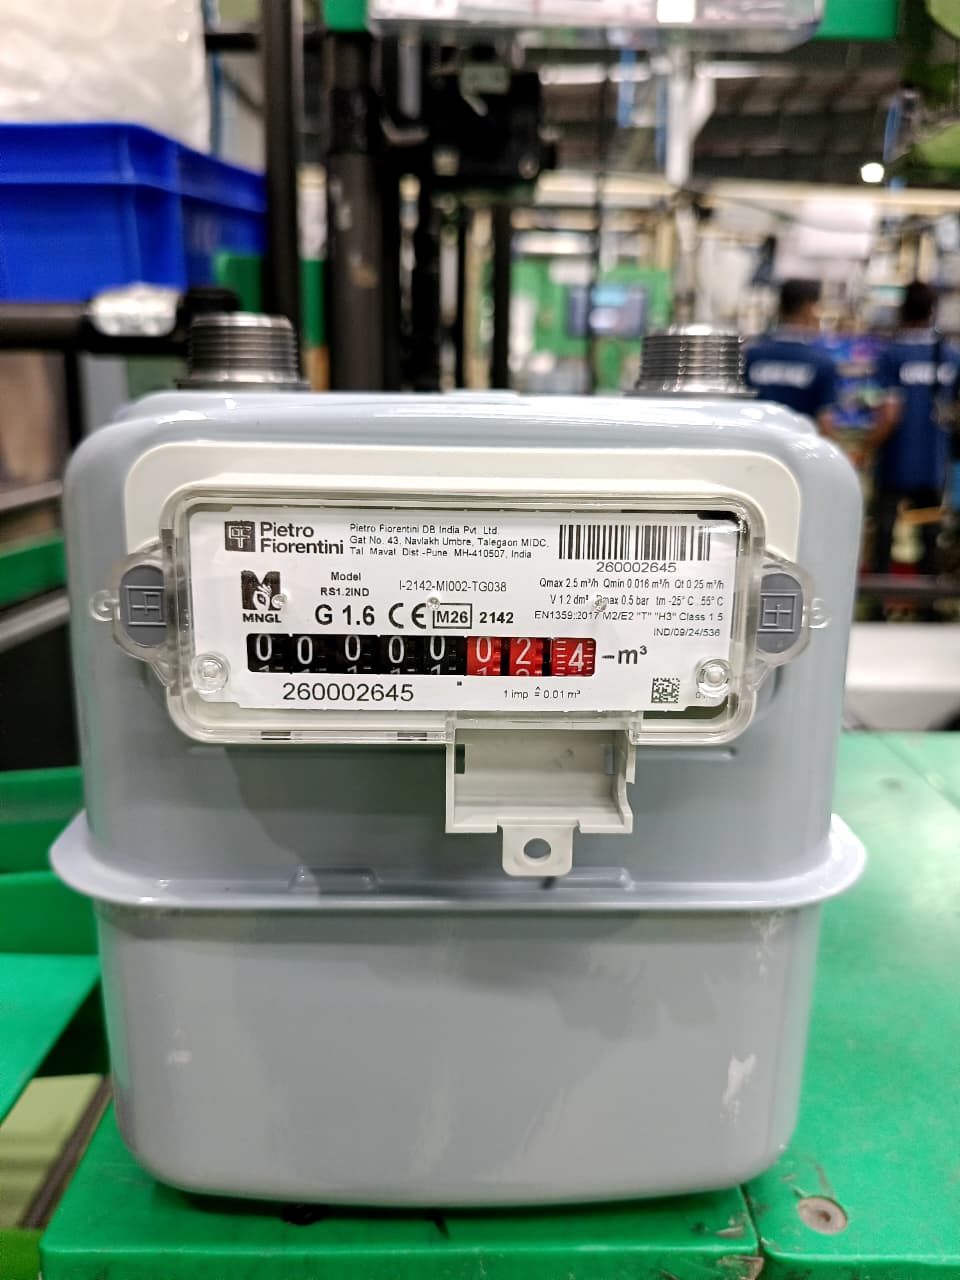 Pietro
Fiorentini
Pietro Fiorentini DB India Pvt. Ltd.
Gat No. 43, Navlakh Umbre, Talegaon MIDC,
Tal. Maval Dist -Pune MH-410507, India
260002645
MNGL
Model
RS1.2IND
I-2142-MI002-TG038
G 1.6 CE M26 2142
Qmax 2.5 m³/h Qmin 0.016 m³/h Qt 0.25 m³/h
V 1.2 dm³ Pmax 0.5 bar tm -25° C ..55° C
EN1359:2017 M2/E2 "T" "H3" Class 1.5
IND/09/24/536
0 0 0 0 0 0 2 4 m³
260002645
1 imp ≙ 0.01 m³